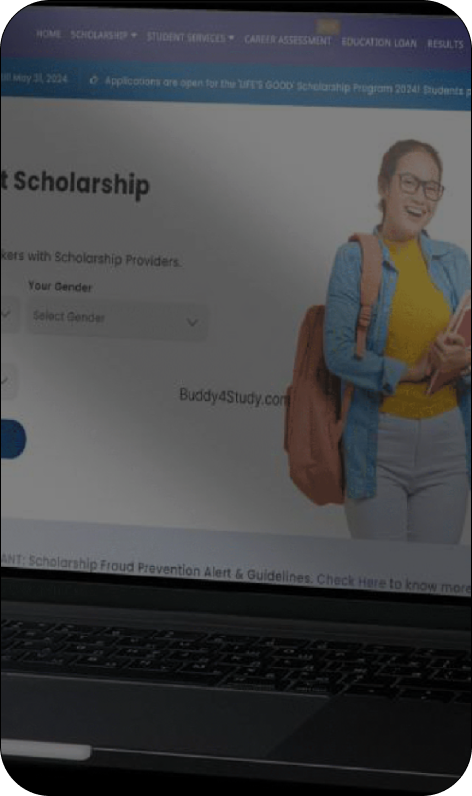 HOME SCHOLARSHIP STUDENT SERVICES CAREER ASSESSMENT EDUCATION LOAN RESULTS
till May 31, 2024 Applications are open for the 'LIFE'S GOOD' Scholarship Program 2024! Students p
t Scholarship
kers with Scholarship Providers.
Your Gender
Select Gender
Buddy4Study.com
ANT: Scholarship Fraud Prevention Alert & Guidelines. Check Here to know more